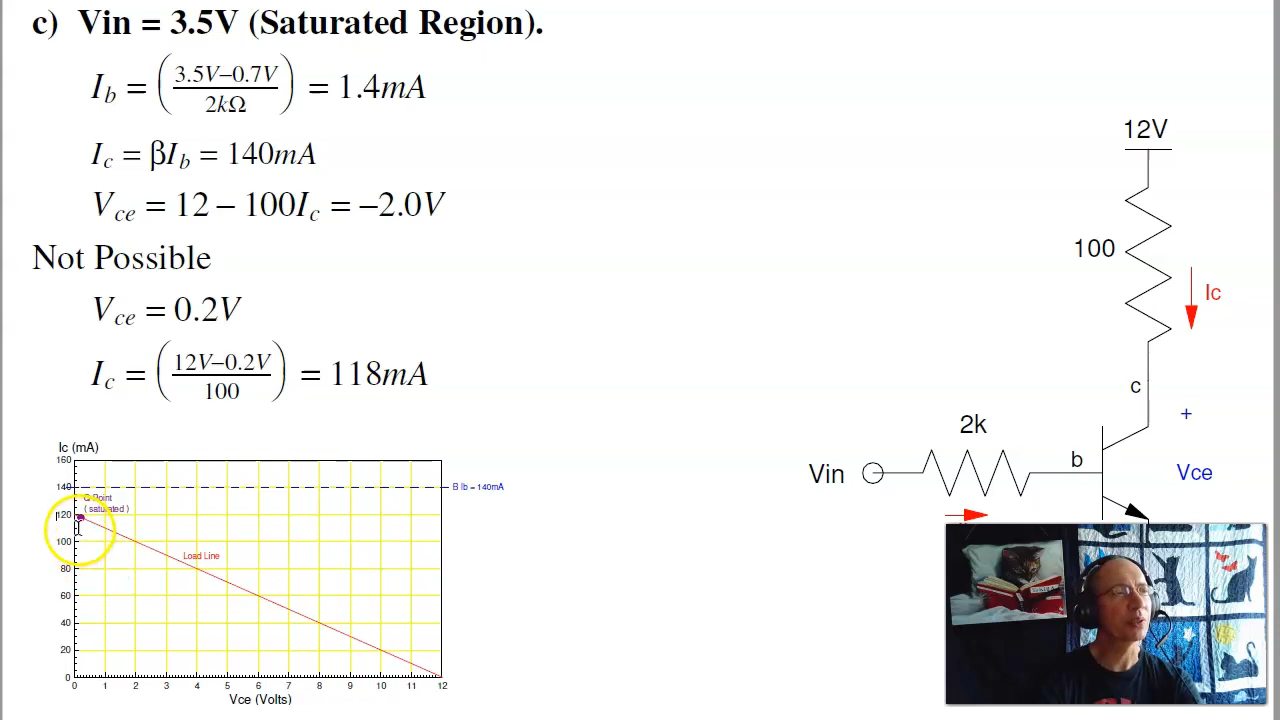 c) Vin = 3.5V (Saturated Region).
I_b = (3.5V−0.7V / 2kΩ) = 1.4mA
I_c = βI_b = 140mA
V_ce = 12 − 100I_c = −2.0V
Not Possible
V_ce = 0.2V
I_c = (12V−0.2V / 100) = 118mA
Ic (mA)
160
140
120
100
80
60
40
20
0
B Ib = 140mA
Q Point
( saturated )
Load Line
0 1 2 3 4 5 6 7 8 9 10 11 12
Vce (Volts)
12V
100
Ic
c
+
2k
b
Vin
Vce